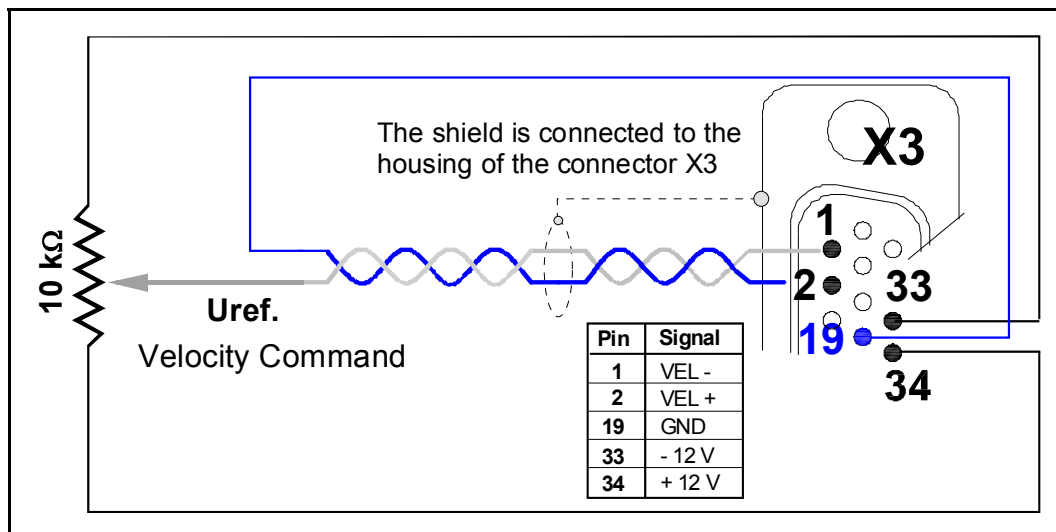 The shield is connected to the
housing of the connector X3
X3
1
2
33
19
34
10 kΩ
Uref.
Velocity Command
Pin Signal
1 VEL -
2 VEL +
19 GND
33 - 12 V
34 + 12 V